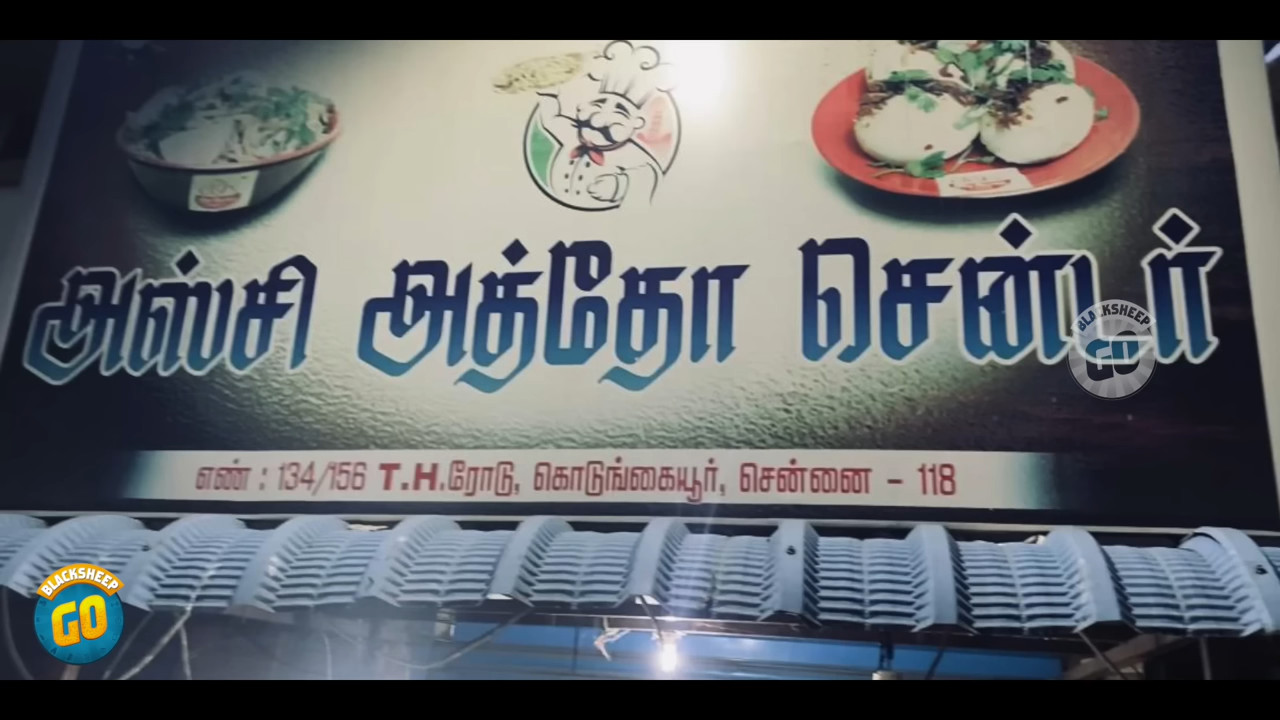 அஸ்சி அத்தோ சென்டர்
எண் : 134/156 T.H.ரோடு, கொடுங்கையூர், சென்னை - 118
BLACKSHEEP
GO
BLACKSHEEP
GO